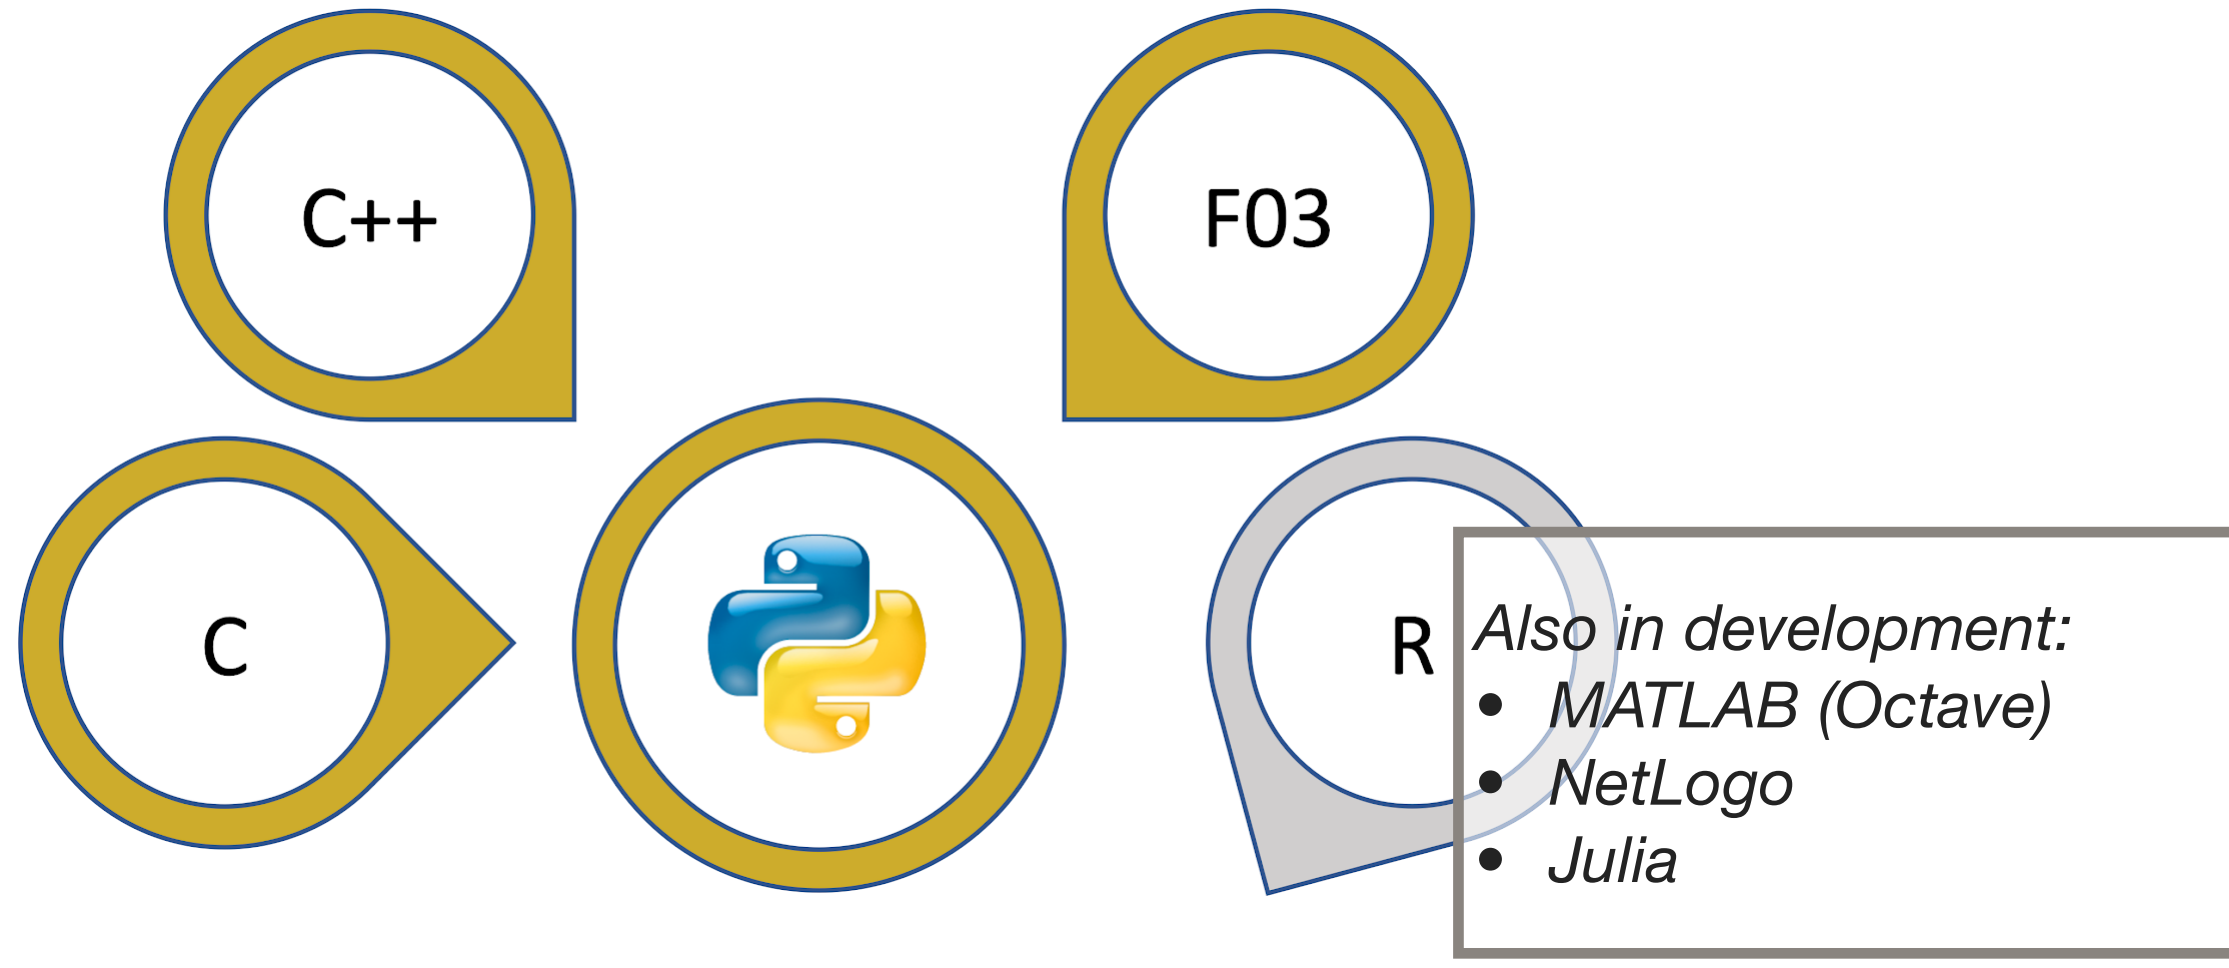 C++
F03
C
R
Also in development:
• MATLAB (Octave)
• NetLogo
• Julia